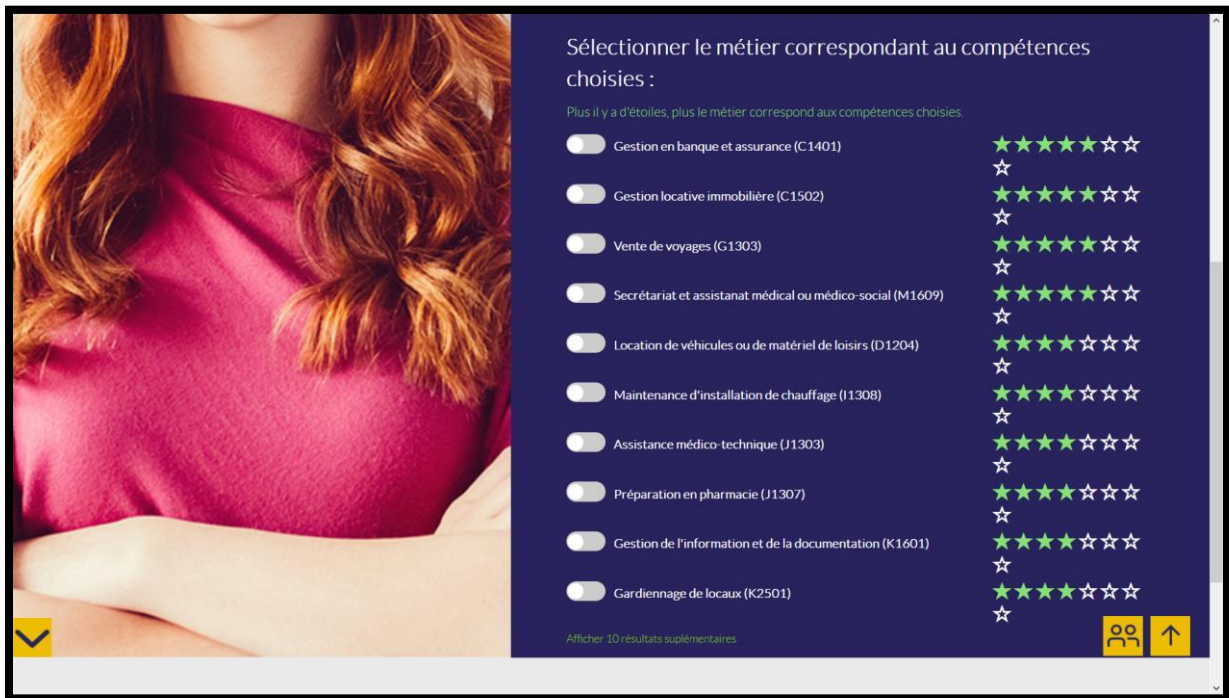 Sélectionner le métier correspondant au compétences
choisies :
Plus il y a d'étoiles, plus le métier correspond aux compétences choisies.
Gestion en banque et assurance (C1401)
Gestion locative immobilière (C1502)
Vente de voyages (G1303)
Secrétariat et assistanat médical ou médico-social (M1609)
Location de véhicules ou de matériel de loisirs (D1204)
Maintenance d'installation de chauffage (I1308)
Assistance médico-technique (J1303)
Préparation en pharmacie (J1307)
Gestion de l'information et de la documentation (K1601)
Gardiennage de locaux (K2501)
Afficher 10 résultats suplémentaires